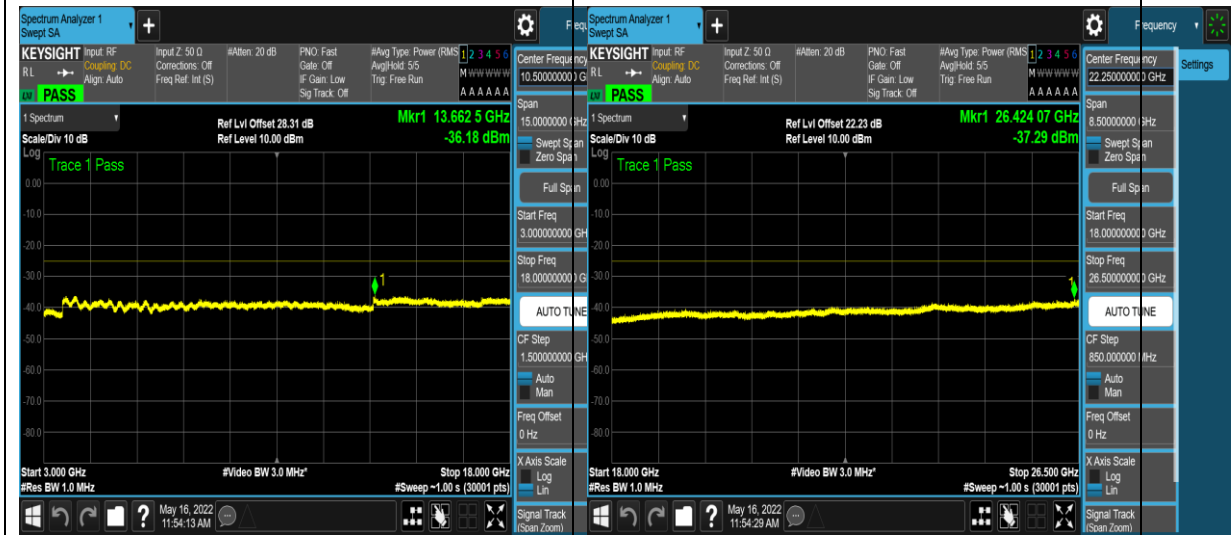 Spectrum Analyzer 1
Swept SA
+
Frequ
KEYSIGHT
RL
Input: RF
Coupling: DC
Align: Auto
Input Z: 50 Ω
Corrections: Off
Freq Ref: Int (S)
#Atten: 20 dB
PNO: Fast
Gate: Off
IF Gain: Low
Sig Track: Off
#Avg Type: Power (RMS
Avg|Hold: 5/5
Trig: Free Run
1 2 3 4 5 6
M W W W W W
A A A A A A
PASS
1 Spectrum
Scale/Div 10 dB
Log
Ref Lvl Offset 28.31 dB
Ref Level 10.00 dBm
Mkr1 13.662 5 GHz
-36.18 dBm
Trace 1 Pass
0.00
-10.0
-20.0
-30.0
-40.0
-50.0
-60.0
-70.0
-80.0
1
Start 3.000 GHz
#Res BW 1.0 MHz
#Video BW 3.0 MHz*
Stop 18.000 GHz
#Sweep ~1.00 s (30001 pts)
Center Frequency
10.500000000 G
Span
15.0000000 GHz
Swept Span
Zero Span
Full Span
Start Freq
3.000000000 GH
Stop Freq
18.000000000 G
AUTO TUNE
CF Step
1.500000000 GH
Auto
Man
Freq Offset
0 Hz
X Axis Scale
Log
Lin
Signal Track
(Span Zoom)
?
May 16, 2022
11:54:13 AM
Spectrum Analyzer 1
Swept SA
+
Frequency
Settings
KEYSIGHT
RL
Input: RF
Coupling: DC
Align: Auto
Input Z: 50 Ω
Corrections: Off
Freq Ref: Int (S)
#Atten: 20 dB
PNO: Fast
Gate: Off
IF Gain: Low
Sig Track: Off
#Avg Type: Power (RMS
Avg|Hold: 5/5
Trig: Free Run
1 2 3 4 5 6
M W W W W W
A A A A A A
PASS
1 Spectrum
Scale/Div 10 dB
Log
Ref Lvl Offset 22.23 dB
Ref Level 10.00 dBm
Mkr1 26.424 07 GHz
-37.29 dBm
Trace 1 Pass
0.00
-10.0
-20.0
-30.0
-40.0
-50.0
-60.0
-70.0
-80.0
1
Start 18.000 GHz
#Res BW 1.0 MHz
#Video BW 3.0 MHz*
Stop 26.500 GHz
#Sweep ~1.00 s (30001 pts)
Center Frequency
22.250000000 GHz
Span
8.50000000 GHz
Swept Span
Zero Span
Full Span
Start Freq
18.000000000 GHz
Stop Freq
26.500000000 GHz
AUTO TUNE
CF Step
850.000000 MHz
Auto
Man
Freq Offset
0 Hz
X Axis Scale
Log
Lin
Signal Track
(Span Zoom)
?
May 16, 2022
11:54:29 AM